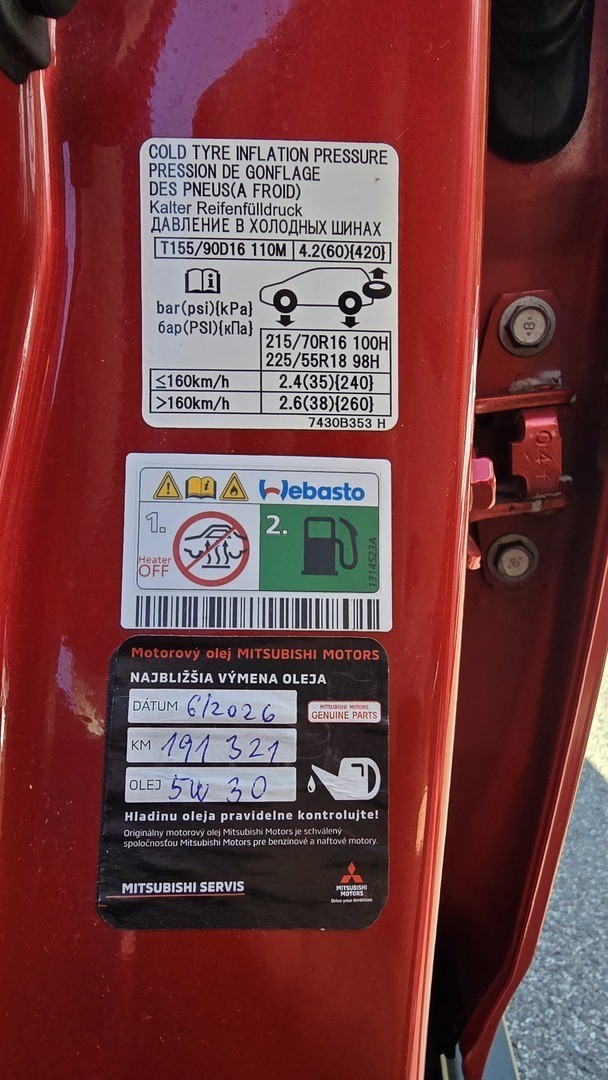 COLD TYRE INFLATION PRESSURE
PRESSION DE GONFLAGE
DES PNEUS(A FROID)
Kalter Reifenfülldruck
ДАВЛЕНИЕ В ХОЛОДНЫХ ШИНАХ
T155/90D16 110M 4.2(60){420}
bar(psi){kPa}
бар(PSI){кПа}
215/70R16 100H
225/55R18 98H
≤160km/h 2.4(35){240}
>160km/h 2.6(38){260}
7430B353 H
Webasto
1. 2.
Heater
OFF
1314523A
Motorový olej MITSUBISHI MOTORS
NAJBLIŽŠIA VÝMENA OLEJA
DÁTUM 6/2026
MITSUBISHI MOTORS
GENUINE PARTS
KM 191 321
OLEJ 5W 30
Hladinu oleja pravidelne kontrolujte!
Originálny motorový olej Mitsubishi Motors je schválený
spoločnosťou Mitsubishi Motors pre benzínové a naftové motory.
MITSUBISHI SERVIS
MITSUBISHI
MOTORS
Drive your Ambition